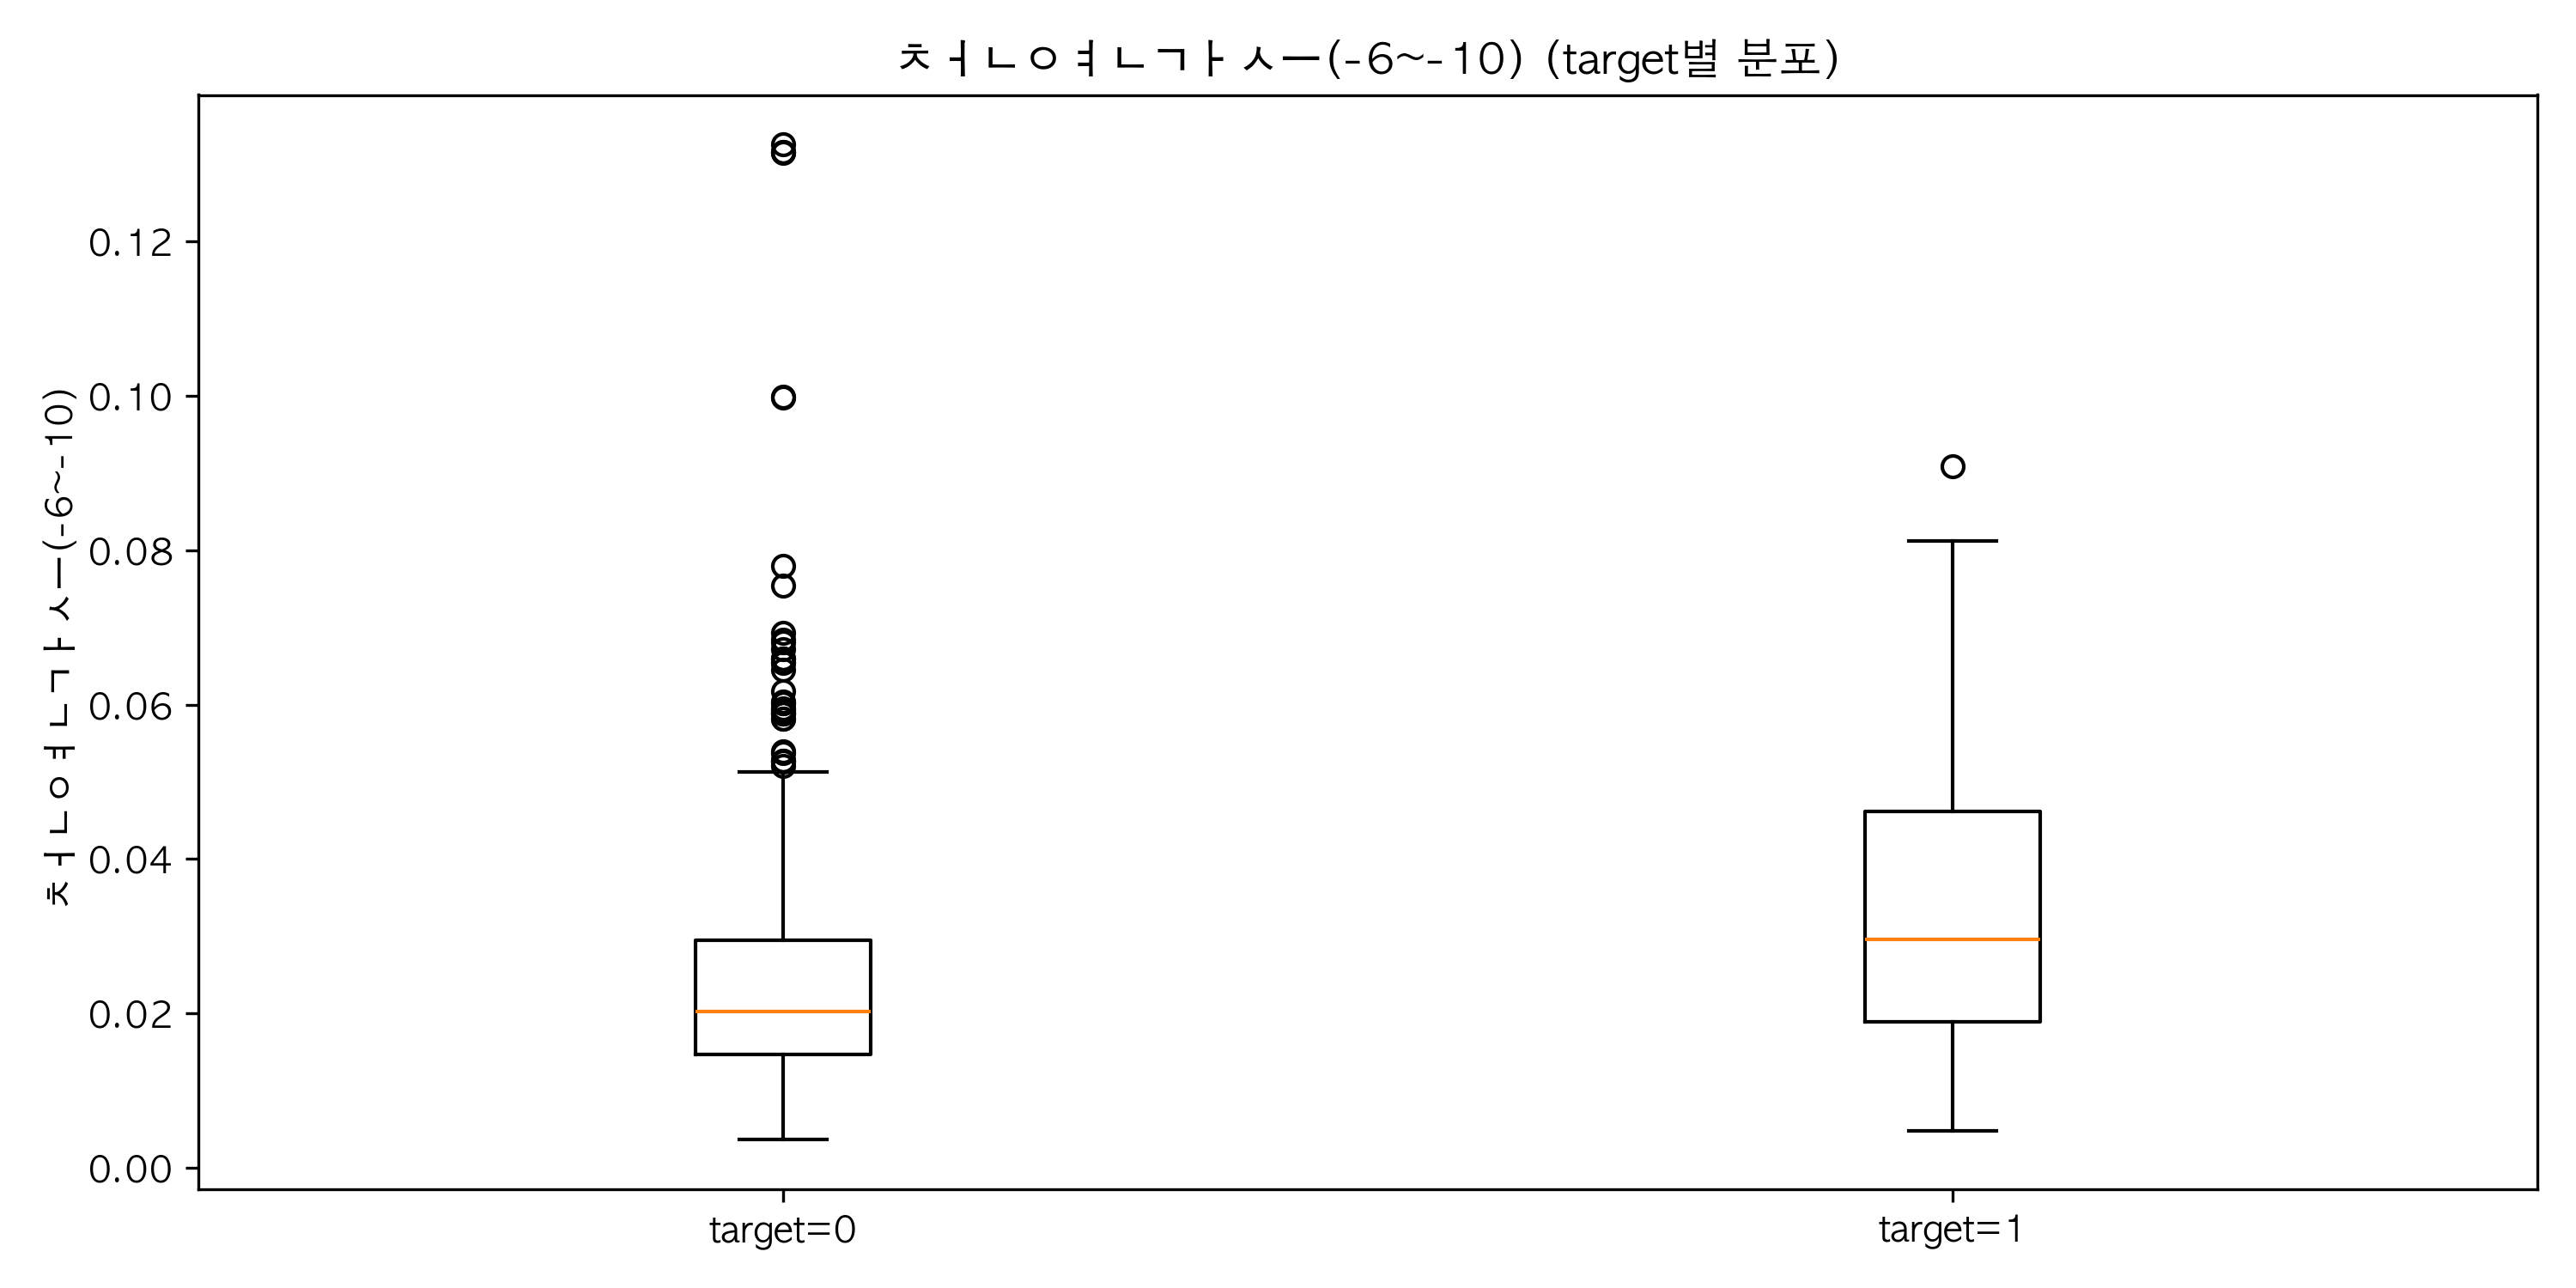 ㅊㅓㄴㅇㅕㄴㄱㅏㅅㅡ(-6~-10) (target별 분포)
ㅊㅓㄴㅇㅕㄴㄱㅏㅅㅡ(-6~-10)
0.12
0.10
0.08
0.06
0.04
0.02
0.00
target=0
target=1